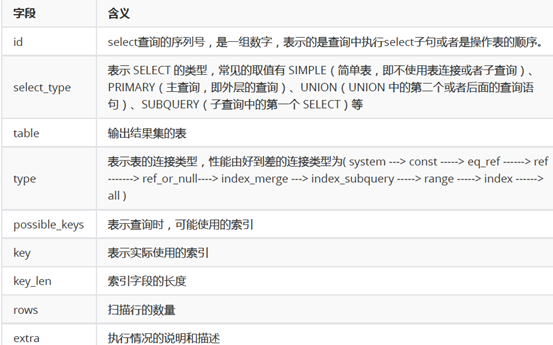 字段 含义
id select查询的序列号，是一组数字，表示的是查询中执行select子句或者是操作表的顺序。
表示 SELECT 的类型，常见的取值有 SIMPLE（简单表，即不使用表连接或者子查询）、
select_type PRIMARY（主查询，即外层的查询）、UNION（UNION 中的第二个或者后面的查询语
句）、SUBQUERY（子查询中的第一个 SELECT）等
table 输出结果集的表
表示表的连接类型，性能由好到差的连接类型为( system ---> const -----> eq_ref ------> ref
type -------> ref_or_null----> index_merge ---> index_subquery -----> range -----> index ------>
all )
possible_keys 表示查询时，可能使用的索引
key 表示实际使用的索引
key_len 索引字段的长度
rows 扫描行的数量
extra 执行情况的说明和描述